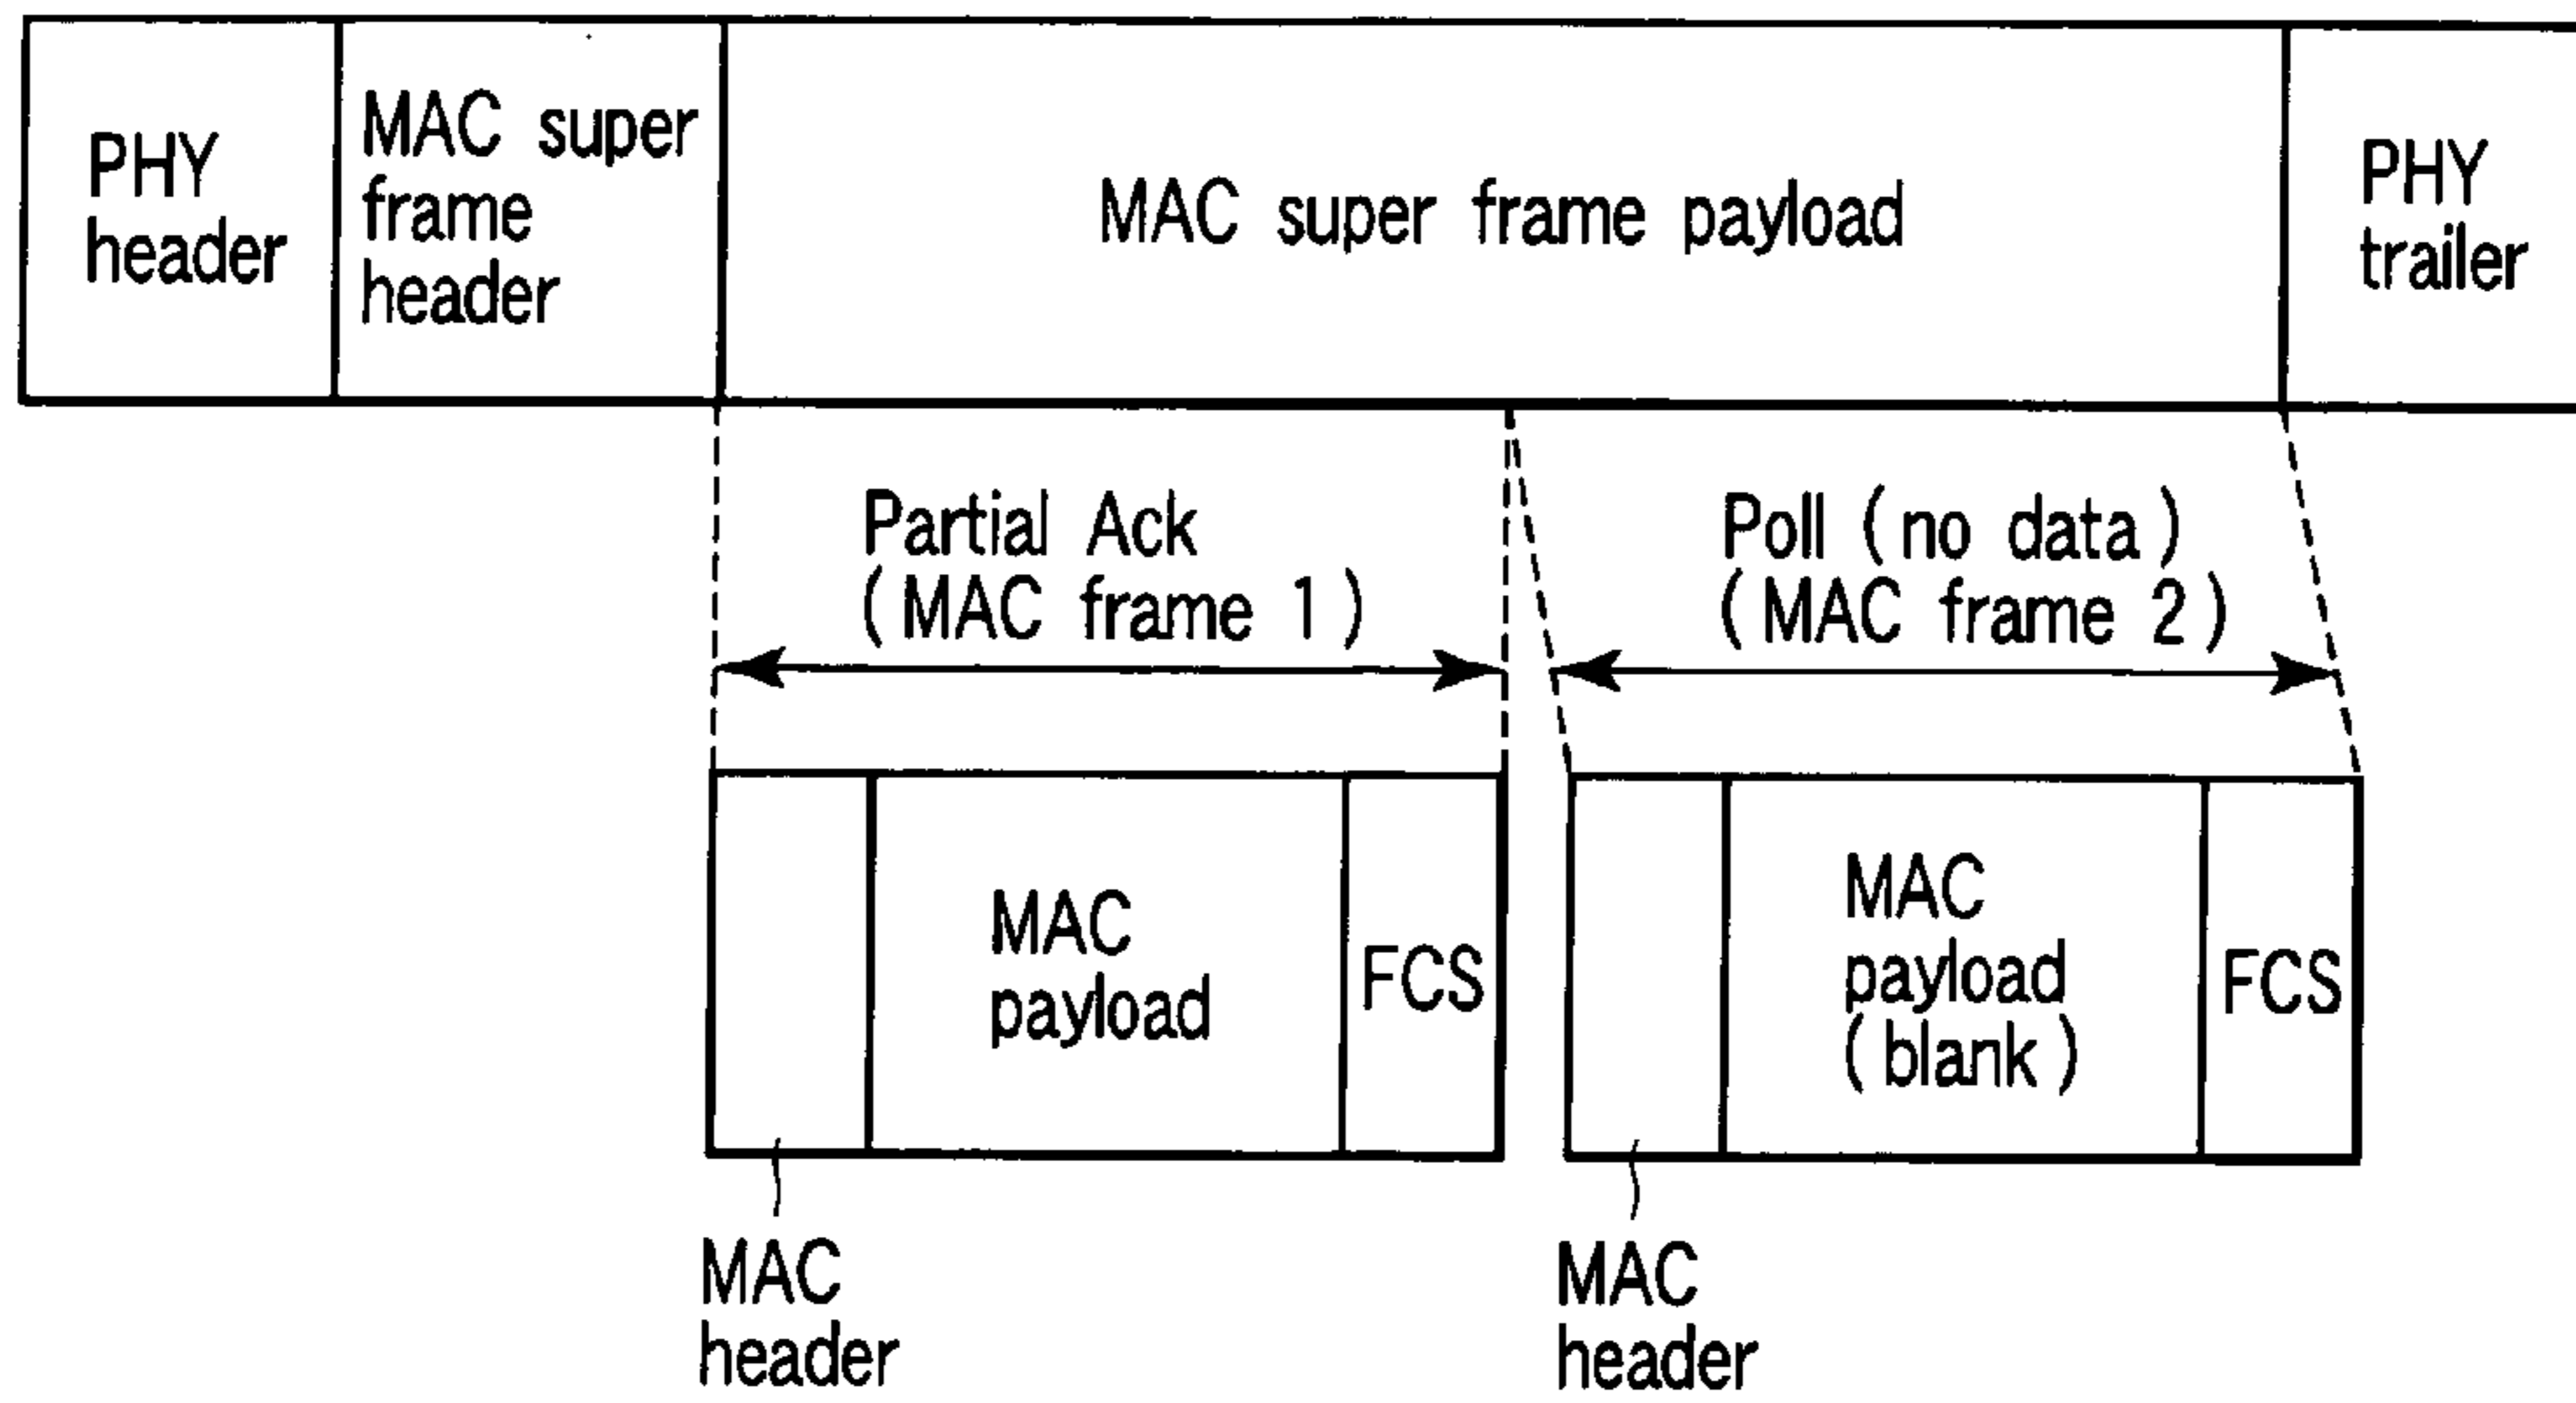 PHY
header
MAC super
frame
header
MAC super frame payload
PHY
trailer
Partial Ack
(MAC frame 1)
Poll (no data)
(MAC frame 2)
MAC
payload
FCS
MAC
payload
(blank)
FCS
MAC
header
MAC
header